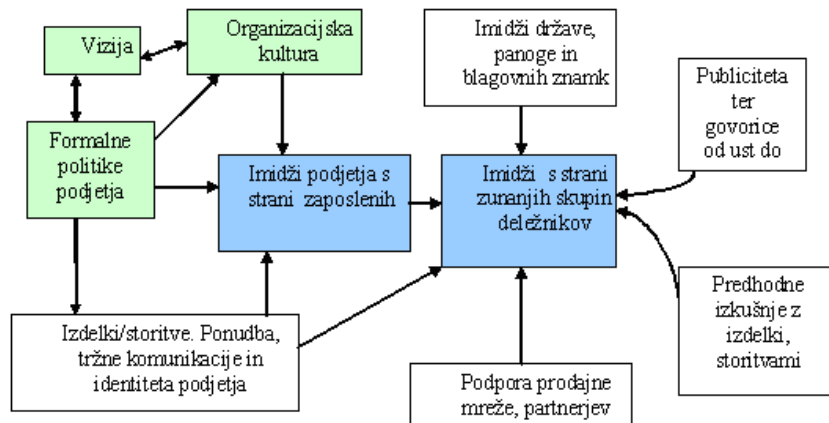 Vizija
Organizacijska
kultura
Imidži države,
panoge in
blagovnih znamk
Publiciteta
ter
govorice
od ust do
Formalne
politike
podjetja
Imidži podjetja s
strani zaposlenih
Imidži s strani
zunanjih skupin
deležnikov
Izdelki/storitve. Ponudba,
tržne komunikacije in
identiteta podjetja
Podpora prodajne
mreže, partnerjev
Predhodne
izkušnje z
izdelki,
storitvami